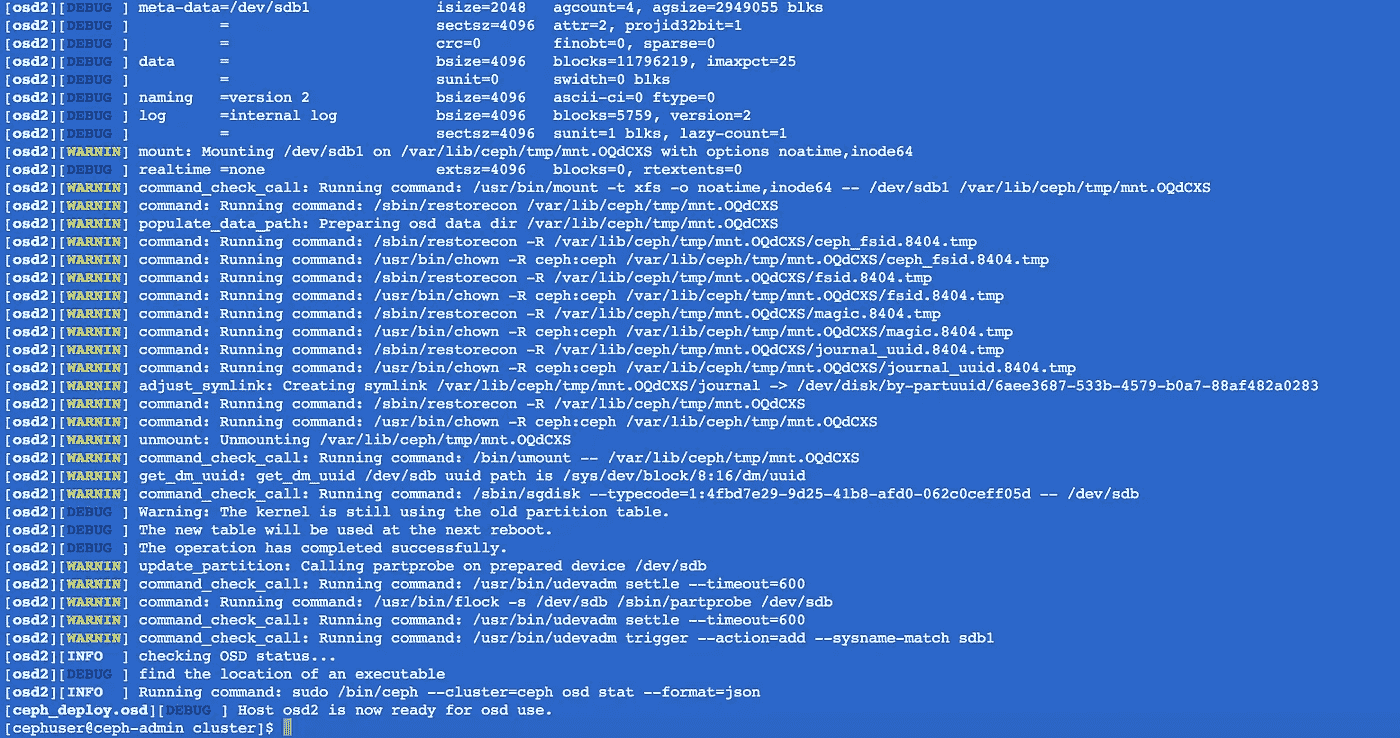 [osd2][DEBUG ] meta-data=/dev/sdb1              isize=2048   agcount=4, agsize=2949055 blks
[osd2][DEBUG ]          =                       sectsz=4096  attr=2, projid32bit=1
[osd2][DEBUG ]          =                       crc=0        finobt=0, sparse=0
[osd2][DEBUG ] data     =                       bsize=4096   blocks=11796219, imaxpct=25
[osd2][DEBUG ]          =                       sunit=0      swidth=0 blks
[osd2][DEBUG ] naming   =version 2              bsize=4096   ascii-ci=0 ftype=0
[osd2][DEBUG ] log      =internal log           bsize=4096   blocks=5759, version=2
[osd2][DEBUG ]          =                       sectsz=4096  sunit=1 blks, lazy-count=1
[osd2][WARNIN] mount: Mounting /dev/sdb1 on /var/lib/ceph/tmp/mnt.OQdCXS with options noatime,inode64
[osd2][DEBUG ] realtime =none                   extsz=4096   blocks=0, rtextents=0
[osd2][WARNIN] command_check_call: Running command: /usr/bin/mount -t xfs -o noatime,inode64 -- /dev/sdb1 /var/lib/ceph/tmp/mnt.OQdCXS
[osd2][WARNIN] command: Running command: /sbin/restorecon /var/lib/ceph/tmp/mnt.OQdCXS
[osd2][WARNIN] populate_data_path: Preparing osd data dir /var/lib/ceph/tmp/mnt.OQdCXS
[osd2][WARNIN] command: Running command: /sbin/restorecon -R /var/lib/ceph/tmp/mnt.OQdCXS/ceph_fsid.8404.tmp
[osd2][WARNIN] command: Running command: /usr/bin/chown -R ceph:ceph /var/lib/ceph/tmp/mnt.OQdCXS/ceph_fsid.8404.tmp
[osd2][WARNIN] command: Running command: /sbin/restorecon -R /var/lib/ceph/tmp/mnt.OQdCXS/fsid.8404.tmp
[osd2][WARNIN] command: Running command: /usr/bin/chown -R ceph:ceph /var/lib/ceph/tmp/mnt.OQdCXS/fsid.8404.tmp
[osd2][WARNIN] command: Running command: /sbin/restorecon -R /var/lib/ceph/tmp/mnt.OQdCXS/magic.8404.tmp
[osd2][WARNIN] command: Running command: /usr/bin/chown -R ceph:ceph /var/lib/ceph/tmp/mnt.OQdCXS/magic.8404.tmp
[osd2][WARNIN] command: Running command: /sbin/restorecon -R /var/lib/ceph/tmp/mnt.OQdCXS/journal_uuid.8404.tmp
[osd2][WARNIN] command: Running command: /usr/bin/chown -R ceph:ceph /var/lib/ceph/tmp/mnt.OQdCXS/journal_uuid.8404.tmp
[osd2][WARNIN] adjust_symlink: Creating symlink /var/lib/ceph/tmp/mnt.OQdCXS/journal -> /dev/disk/by-partuuid/6aee3687-533b-4579-b0a7-88af482a0283
[osd2][WARNIN] command: Running command: /sbin/restorecon -R /var/lib/ceph/tmp/mnt.OQdCXS
[osd2][WARNIN] command: Running command: /usr/bin/chown -R ceph:ceph /var/lib/ceph/tmp/mnt.OQdCXS
[osd2][WARNIN] unmount: Unmounting /var/lib/ceph/tmp/mnt.OQdCXS
[osd2][WARNIN] command_check_call: Running command: /bin/umount -- /var/lib/ceph/tmp/mnt.OQdCXS
[osd2][WARNIN] get_dm_uuid: get_dm_uuid /dev/sdb uuid path is /sys/dev/block/8:16/dm/uuid
[osd2][WARNIN] command_check_call: Running command: /sbin/sgdisk --typecode=1:4fbd7e29-9d25-41b8-afd0-062c0ceff05d -- /dev/sdb
[osd2][DEBUG ] Warning: The kernel is still using the old partition table.
[osd2][DEBUG ] The new table will be used at the next reboot.
[osd2][DEBUG ] The operation has completed successfully.
[osd2][WARNIN] update_partition: Calling partprobe on prepared device /dev/sdb
[osd2][WARNIN] command_check_call: Running command: /usr/bin/udevadm settle --timeout=600
[osd2][WARNIN] command: Running command: /usr/bin/flock -s /dev/sdb /sbin/partprobe /dev/sdb
[osd2][WARNIN] command_check_call: Running command: /usr/bin/udevadm settle --timeout=600
[osd2][WARNIN] command_check_call: Running command: /usr/bin/udevadm trigger --action=add --sysname-match sdb1
[osd2][INFO  ] checking OSD status...
[osd2][DEBUG ] find the location of an executable
[osd2][INFO  ] Running command: sudo /bin/ceph --cluster=ceph osd stat --format=json
[ceph_deploy.osd][DEBUG ] Host osd2 is now ready for osd use.
[cephuser@ceph-admin cluster]$